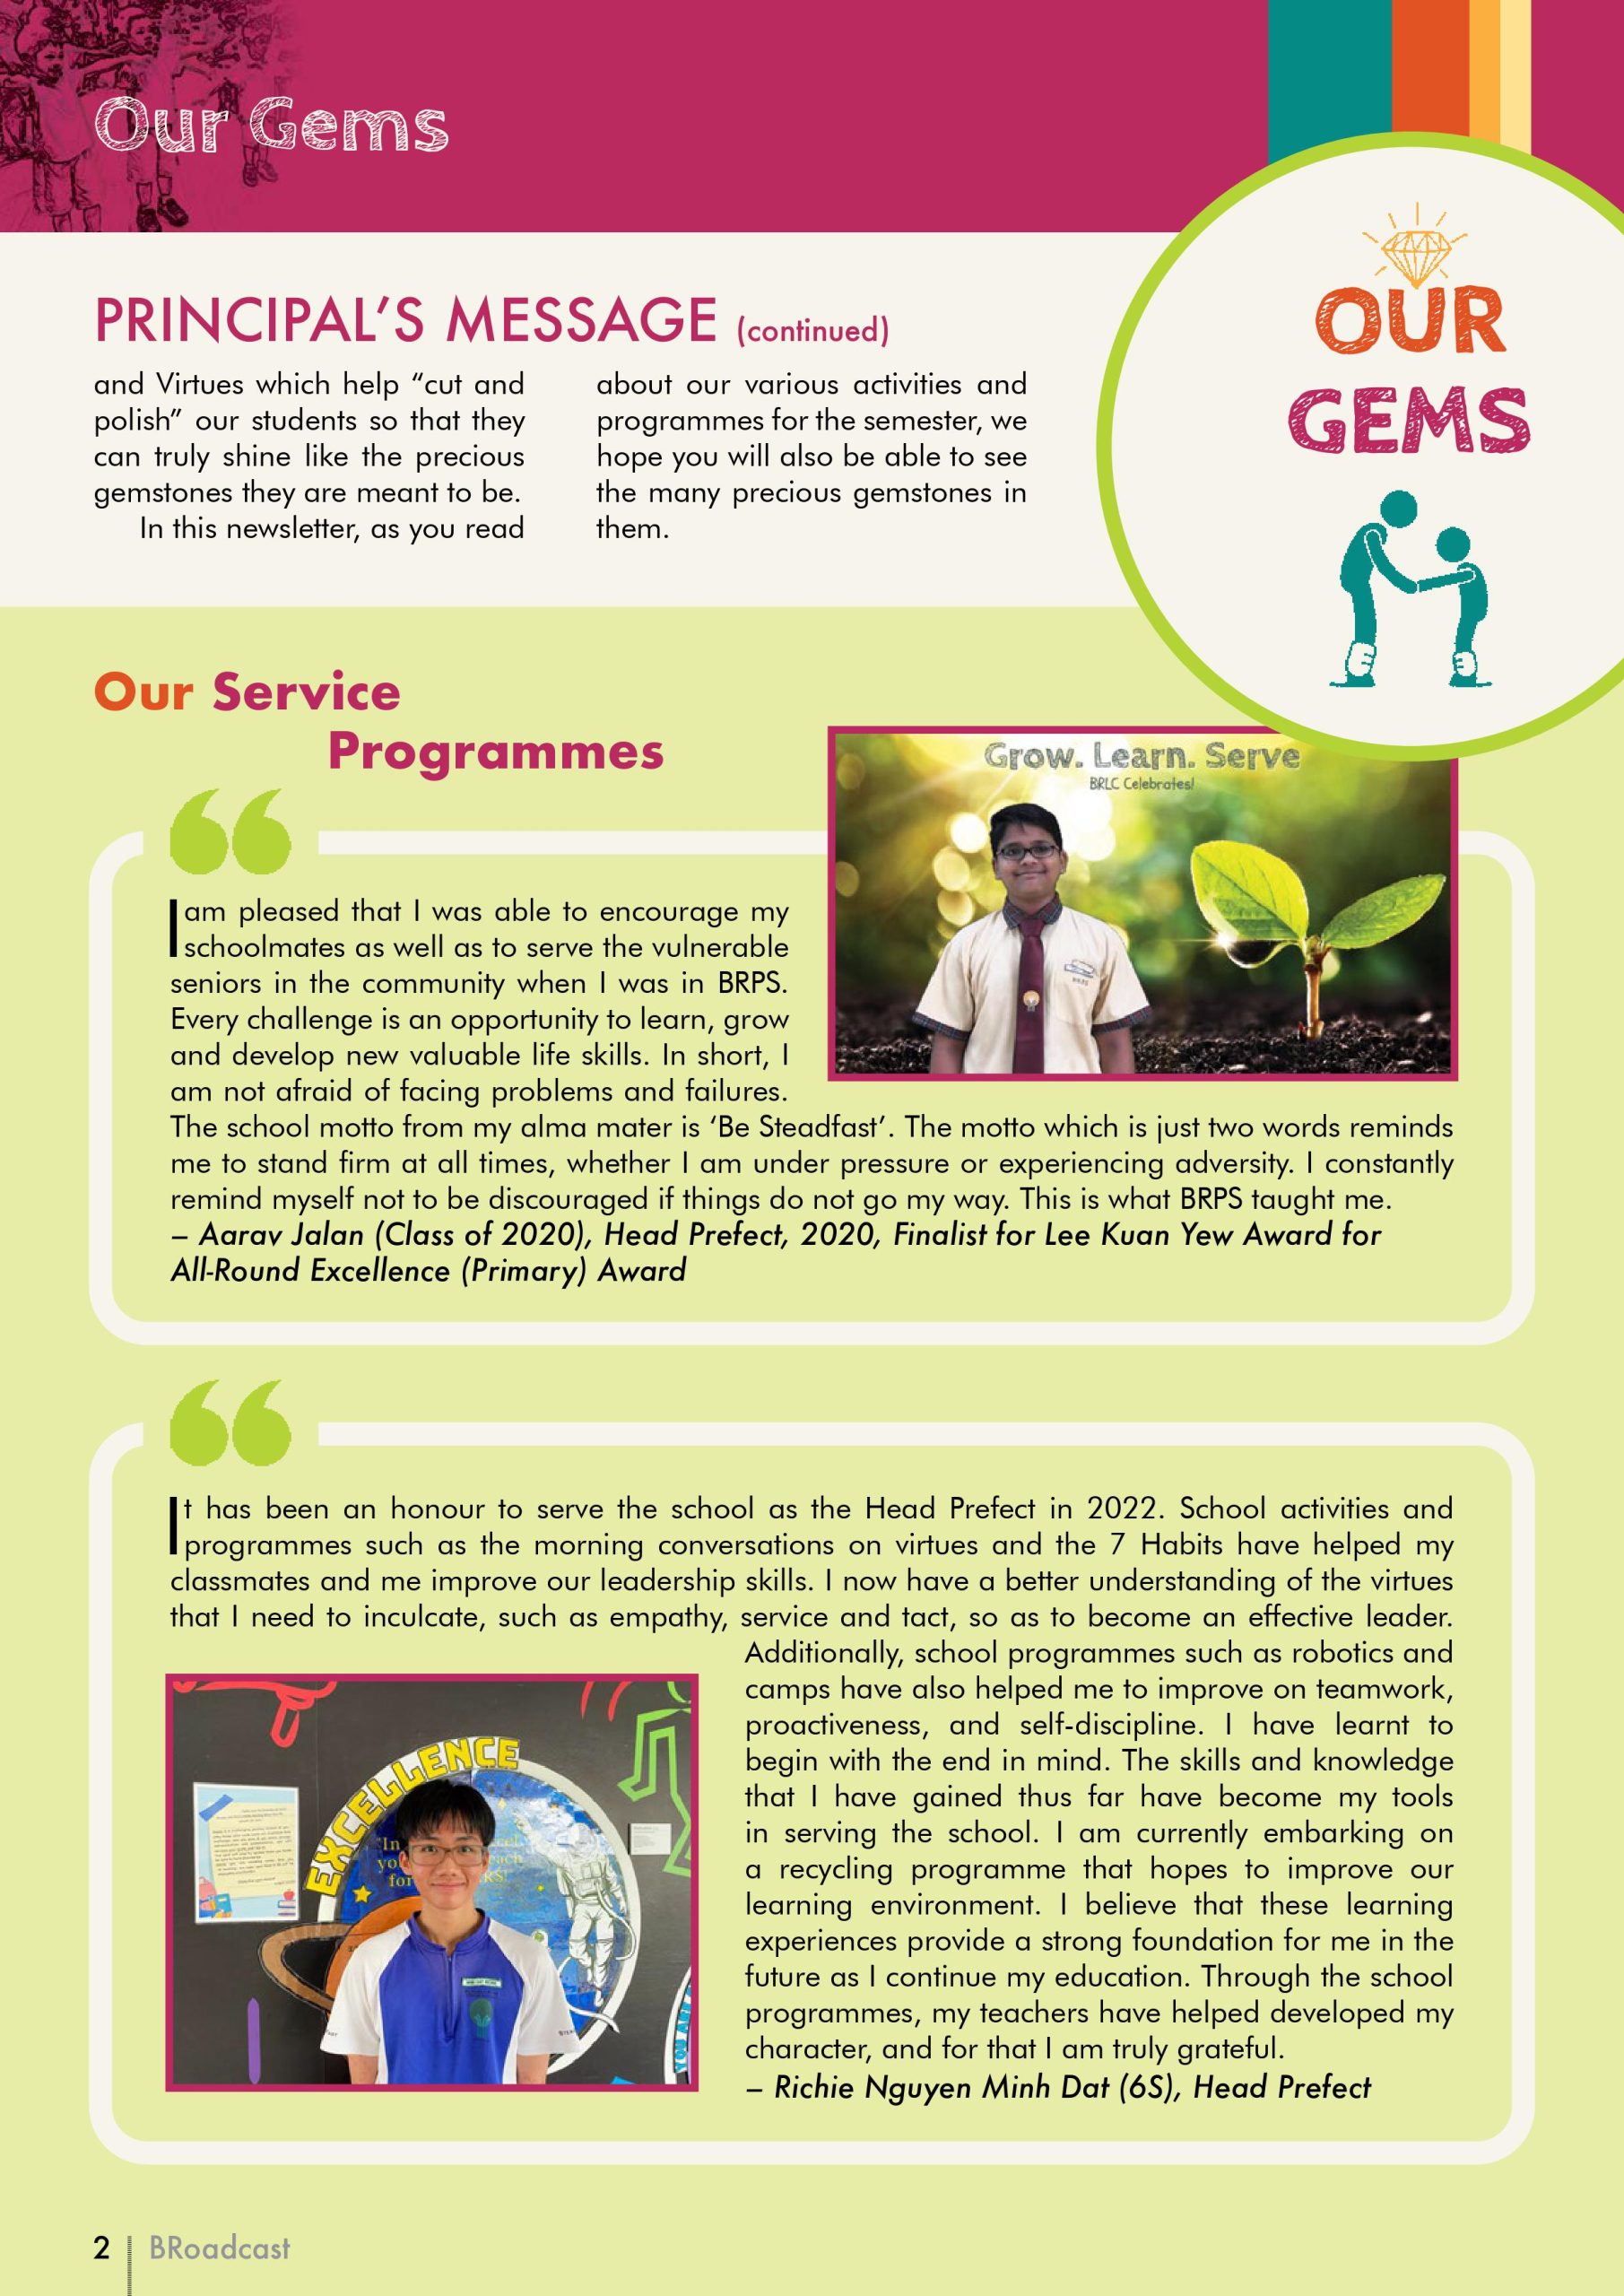 Our Gems
OUR
GEMS
PRINCIPAL'S MESSAGE (continued)
and Virtues which help “cut and
polish” our students so that they
can truly shine like the precious
gemstones they are meant to be.
In this newsletter, as you read
about our various activities and
programmes for the semester, we
hope you will also be able to see
the many precious gemstones in
them.
Our Service
Programmes
Grow. Learn. Serve
BRLC Celebrates!
BRPS
I am pleased that I was able to encourage my
schoolmates as well as to serve the vulnerable
seniors in the community when I was in BRPS.
Every challenge is an opportunity to learn, grow
and develop new valuable life skills. In short, I
am not afraid of facing problems and failures.
The school motto from my alma mater is ‘Be Steadfast’. The motto which is just two words reminds
me to stand firm at all times, whether I am under pressure or experiencing adversity. I constantly
remind myself not to be discouraged if things do not go my way. This is what BRPS taught me.
– Aarav Jalan (Class of 2020), Head Prefect, 2020, Finalist for Lee Kuan Yew Award for
All-Round Excellence (Primary) Award
It has been an honour to serve the school as the Head Prefect in 2022. School activities and
programmes such as the morning conversations on virtues and the 7 Habits have helped my
classmates and me improve our leadership skills. I now have a better understanding of the virtues
that I need to inculcate, such as empathy, service and tact, so as to become an effective leader.
Additionally, school programmes such as robotics and
camps have also helped me to improve on teamwork,
proactiveness, and self-discipline. I have learnt to
begin with the end in mind. The skills and knowledge
that I have gained thus far have become my tools
in serving the school. I am currently embarking on
a recycling programme that hopes to improve our
learning environment. I believe that these learning
experiences provide a strong foundation for me in the
future as I continue my education. Through the school
programmes, my teachers have helped developed my
character, and for that I am truly grateful.
– Richie Nguyen Minh Dat (6S), Head Prefect
EXCELLENCE
2
BRoadcast